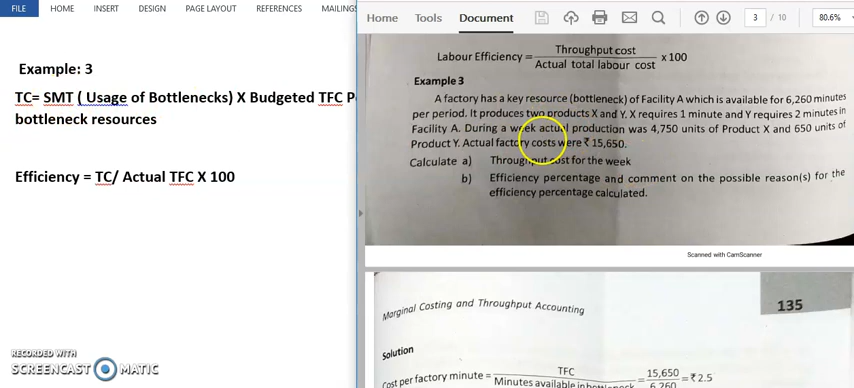 FILE HOME INSERT DESIGN PAGE LAYOUT REFERENCES MAILING
Example: 3
TC= SMT ( Usage of Bottlenecks) X Budgeted TFC P
bottleneck resources
Efficiency = TC/ Actual TFC X 100
RECORDED WITH
SCREENCAST MATIC
Home Tools Document 3 / 10 80.6%
Labour Efficiency = Throughput cost / Actual total labour cost x 100
Example 3
A factory has a key resource (bottleneck) of Facility A which is available for 6,260 minutes
per period. It produces two products X and Y. X requires 1 minute and Y requires 2 minutes in
Facility A. During a week actual production was 4,750 units of Product X and 650 units of
Product Y. Actual factory costs were ₹ 15,650.
Calculate a) Throughput cost for the week
b) Efficiency percentage and comment on the possible reason(s) for the
efficiency percentage calculated.
Scanned with CamScanner
Marginal Costing and Throughput Accounting 135
Solution
Cost per factory minute = TFC / Minutes available in = 15,650 / 6,260 = ₹ 2.5